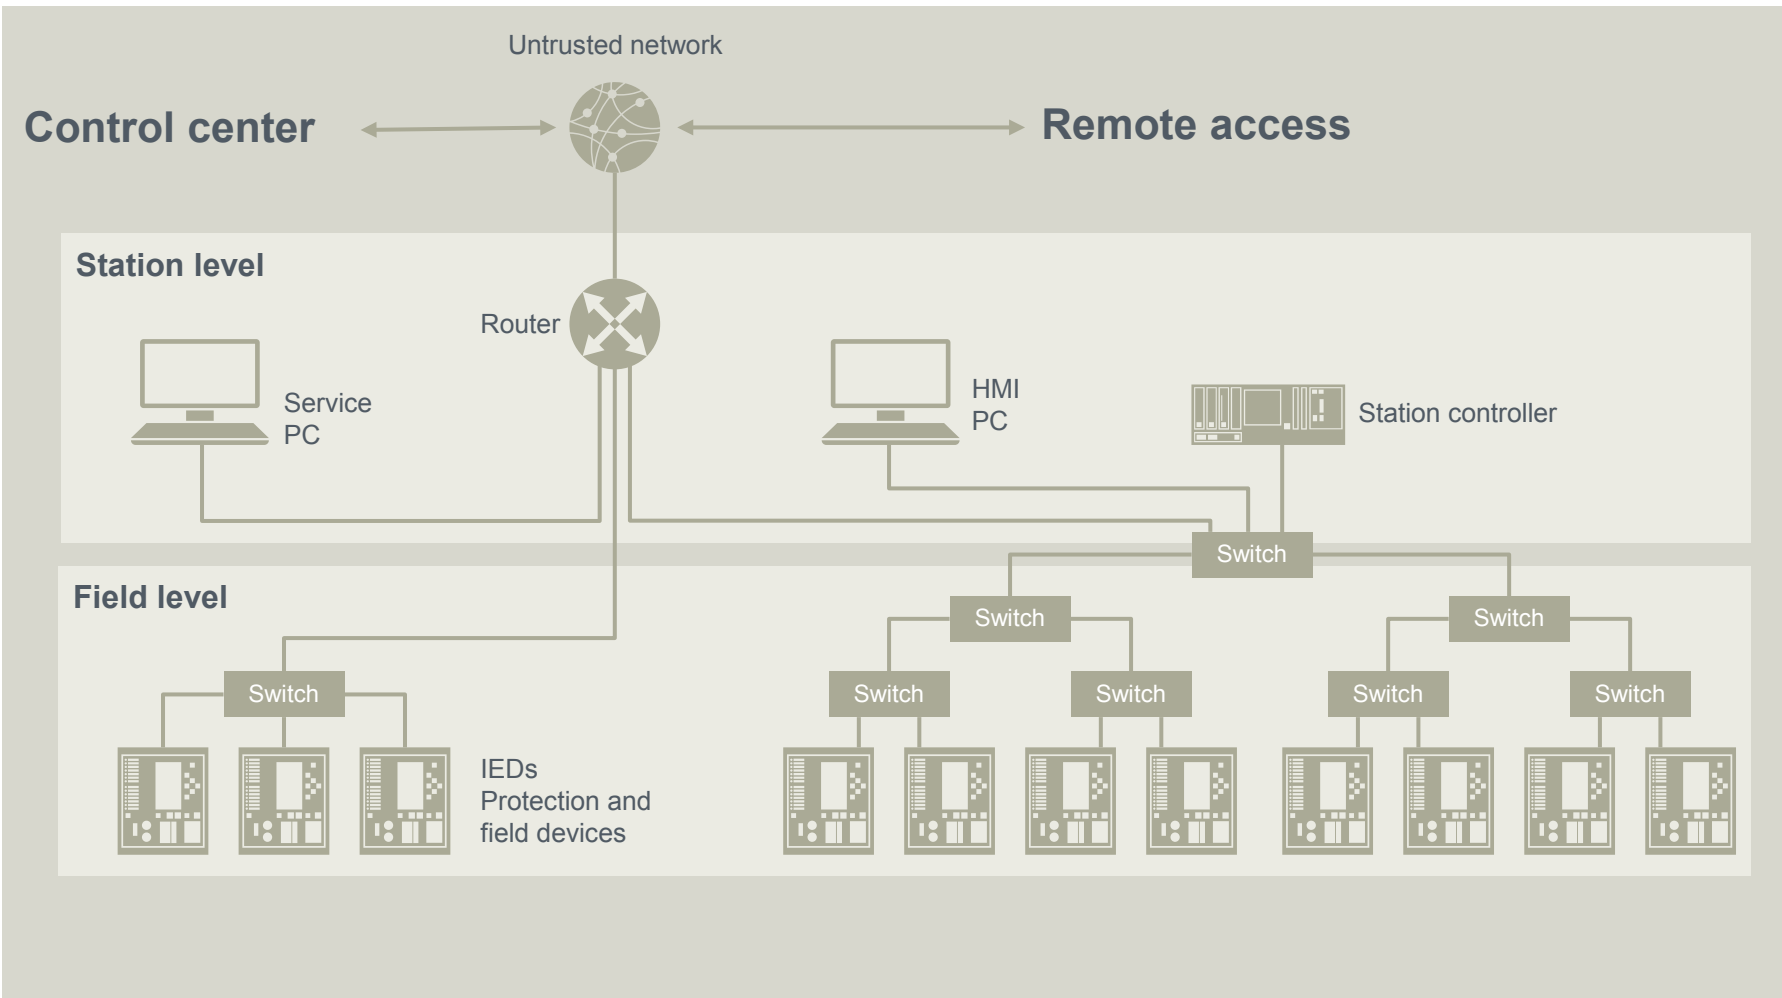 Untrusted network
Control center
Remote access
Station level
Router
Service
PC
HMI
PC
Station controller
Switch
Field level
Switch
Switch
Switch
Switch
Switch
Switch
Switch
IEDs
Protection and
field devices